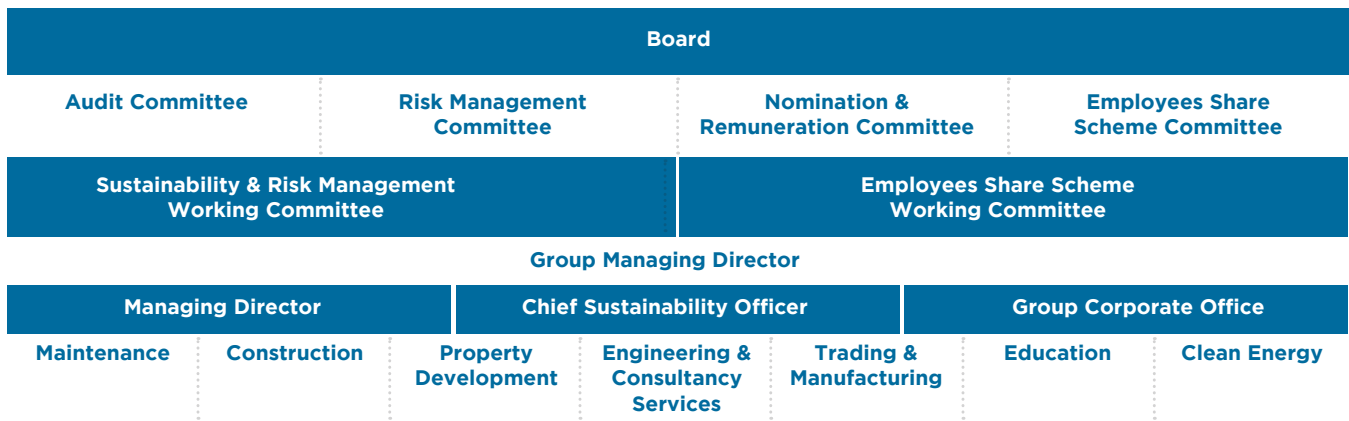 Board
Audit Committee
Risk Management
Committee
Nomination &
Remuneration Committee
Employees Share
Scheme Committee
Sustainability & Risk Management
Working Committee
Employees Share Scheme
Working Committee
Group Managing Director
Managing Director
Chief Sustainability Officer
Group Corporate Office
Maintenance
Construction
Property
Development
Engineering &
Consultancy
Services
Trading &
Manufacturing
Education
Clean Energy